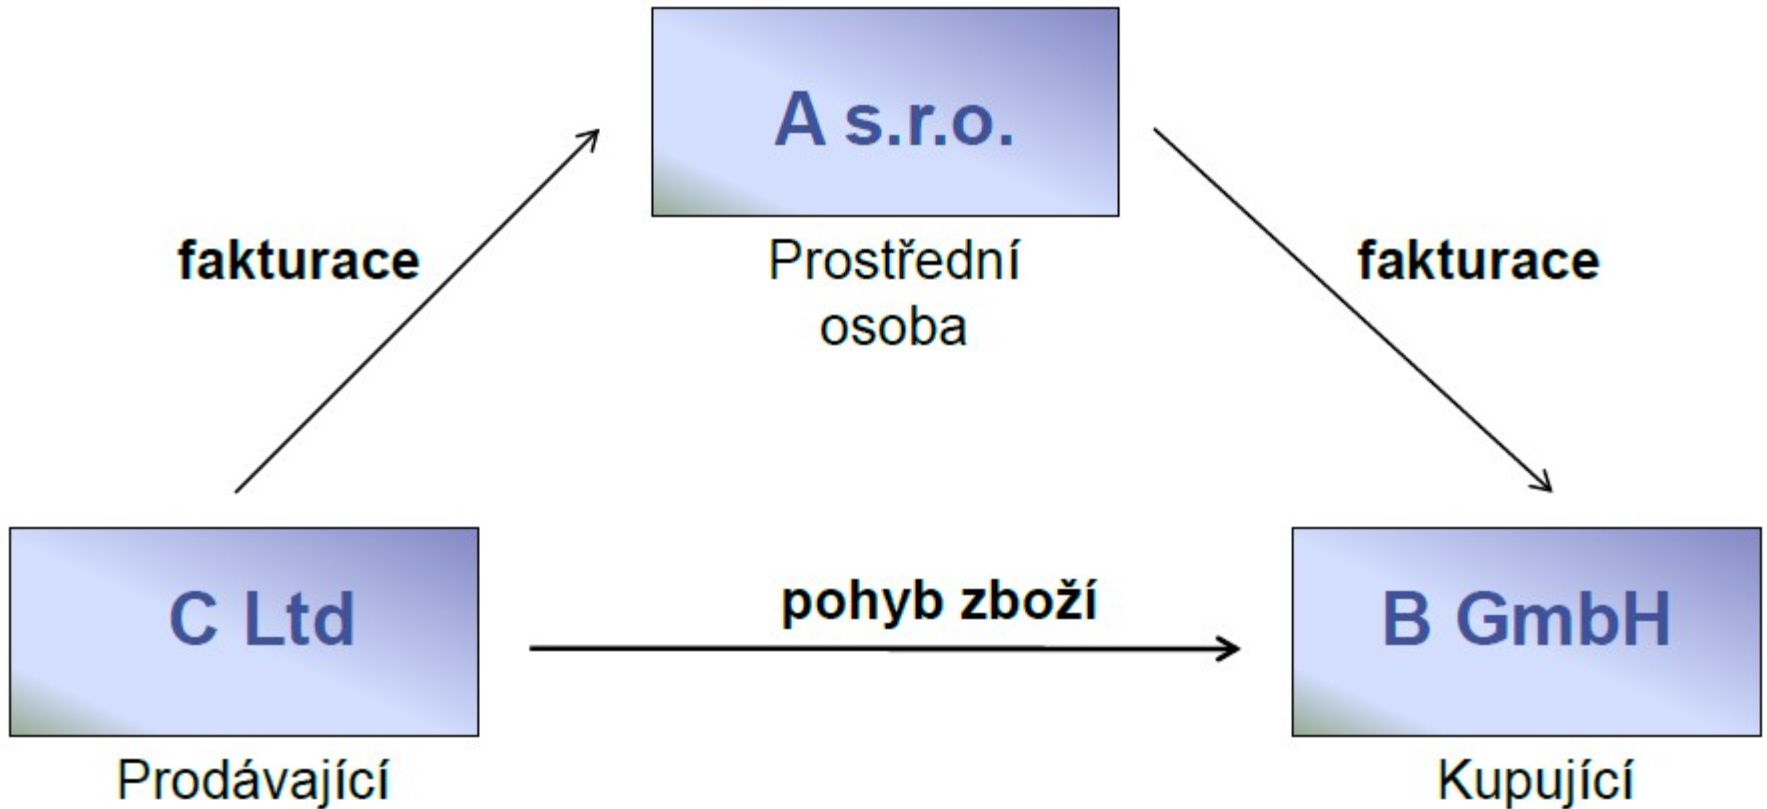 A s.r.o.
Prostřední
osoba
fakturace
fakturace
C Ltd
pohyb zboží
B GmbH
Prodávající
Kupující